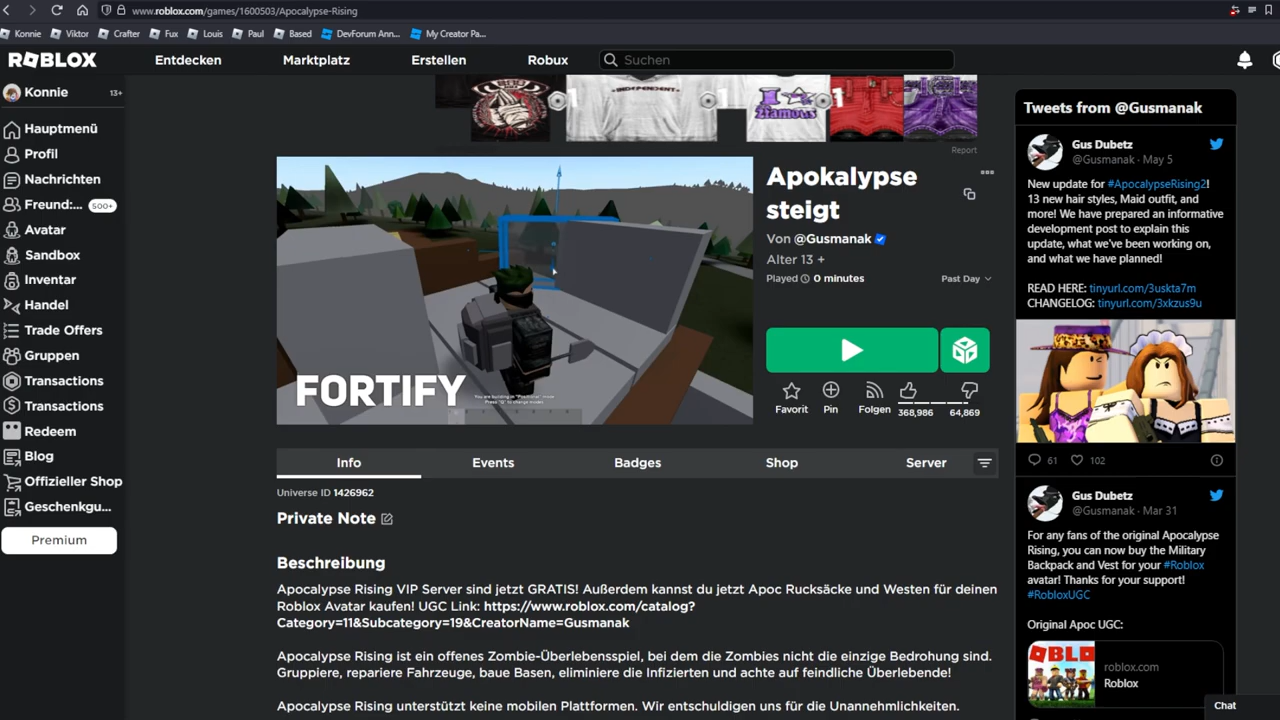 www.roblox.com/games/1600503/Apocalypse-Rising
Konnie
Viktor
Crafter
Fux
Louis
Paul
Based
DevForum Ann...
My Creator Pa...
ROBLOX
Entdecken
Marktplatz
Erstellen
Robux
Suchen
Konnie
13+
Hauptmenü
Profil
Nachrichten
Freund:...
500+
Avatar
Sandbox
Inventar
Handel
Trade Offers
Gruppen
Transactions
Transactions
Redeem
Blog
Offizieller Shop
Geschenkgu...
Premium
INDEPENDENT
I
2famous
Report
FORTIFY
You are building in "Positional" mode
Press "G" to change modes
Apokalypse
steigt
Von @Gusmanak
Alter 13 +
Played 0 minutes
Past Day
Favorit
Pin
Folgen
368,986
64,869
Info
Events
Badges
Shop
Server
Universe ID 1426962
Private Note
Beschreibung
Apocalypse Rising VIP Server sind jetzt GRATIS! Außerdem kannst du jetzt Apoc Rucksäcke und Westen für deinen
Roblox Avatar kaufen! UGC Link: https://www.roblox.com/catalog?
Category=11&Subcategory=19&CreatorName=Gusmanak
Apocalypse Rising ist ein offenes Zombie-Überlebensspiel, bei dem die Zombies nicht die einzige Bedrohung sind.
Gruppiere, repariere Fahrzeuge, baue Basen, eliminiere die Infizierten und achte auf feindliche Überlebende!
Apocalypse Rising unterstützt keine mobilen Plattformen. Wir entschuldigen uns für die Unannehmlichkeiten.
Tweets from @Gusmanak
Gus Dubetz
@Gusmanak · May 5
New update for #ApocalypseRising2!
13 new hair styles, Maid outfit, and
more! We have prepared an informative
development post to explain this
update, what we've been working on,
and what we have planned!
READ HERE: tinyurl.com/3uskta7m
CHANGELOG: tinyurl.com/3xkzus9u
61
102
Gus Dubetz
@Gusmanak · Mar 31
For any fans of the original Apocalypse
Rising, you can now buy the Military
Backpack and Vest for your #Roblox
avatar! Thanks for your support!
#RobloxUGC
Original Apoc UGC:
roblox.com
Roblox
Chat